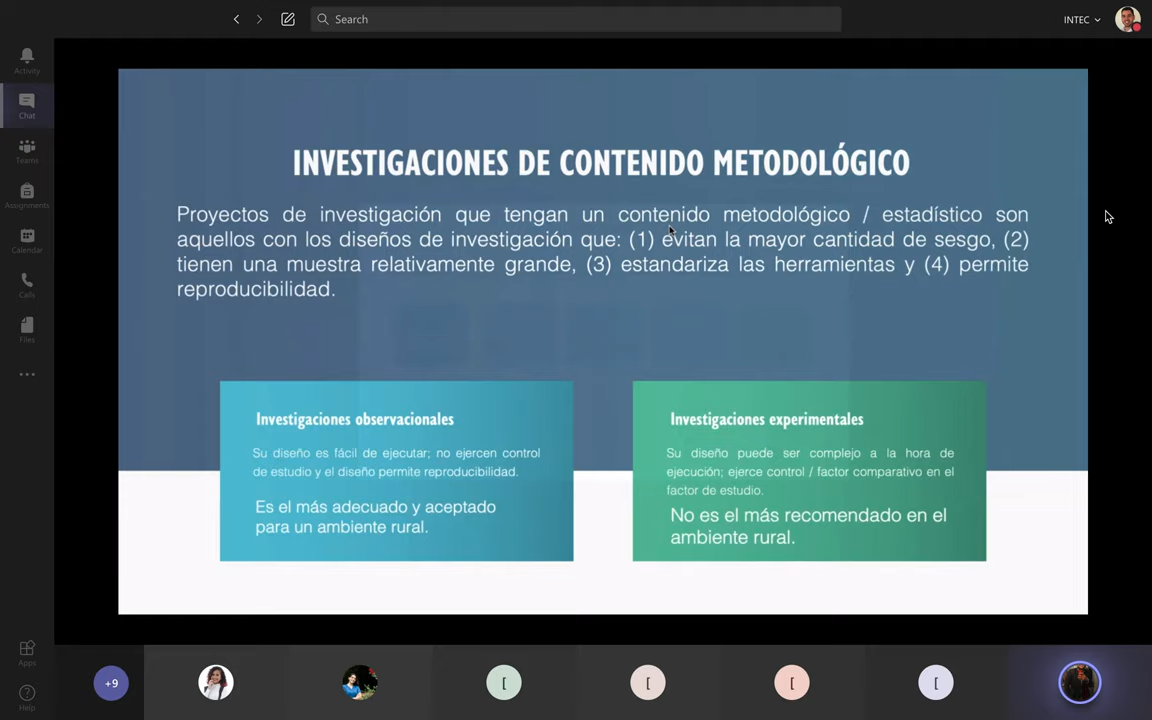 Search
INTEC
Activity
Chat
Teams
Assignments
Calendar
Calls
Files
Apps
Help
INVESTIGACIONES DE CONTENIDO METODOLÓGICO
Proyectos de investigación que tengan un contenido metodológico / estadístico son
aquellos con los diseños de investigación que: (1) evitan la mayor cantidad de sesgo, (2)
tienen una muestra relativamente grande, (3) estandariza las herramientas y (4) permite
reproducibilidad.
Investigaciones observacionales
Su diseño es fácil de ejecutar; no ejercen control
de estudio y el diseño permite reproducibilidad.
Es el más adecuado y aceptado
para un ambiente rural.
Investigaciones experimentales
Su diseño puede ser complejo a la hora de
ejecución; ejerce control / factor comparativo en el
factor de estudio.
No es el más recomendado en el
ambiente rural.
+9
[
[
[
[